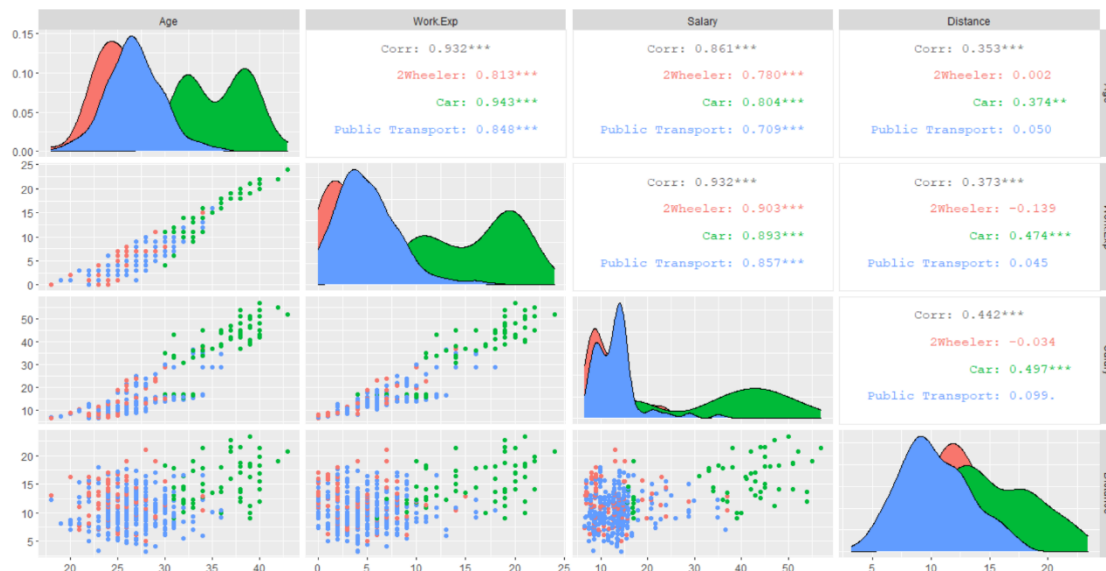 Age Work.Exp Salary Distance
0.15
0.10
0.05
0.00
Corr: 0.932***
2Wheeler: 0.813***
Car: 0.943***
Public Transport: 0.848***
Corr: 0.861***
2Wheeler: 0.780***
Car: 0.804***
Public Transport: 0.709***
Corr: 0.353***
2Wheeler: 0.002
Car: 0.374**
Public Transport: 0.050
25
20
15
10
5
0
Corr: 0.932***
2Wheeler: 0.903***
Car: 0.893***
Public Transport: 0.857***
Corr: 0.373***
2Wheeler: -0.139
Car: 0.474***
Public Transport: 0.045
50
40
30
20
10
Corr: 0.442***
2Wheeler: -0.034
Car: 0.497***
Public Transport: 0.099.
20
15
10
5
20 25 30 35 40
0 5 10 15 20 25
10 20 30 40 50
5 10 15 20